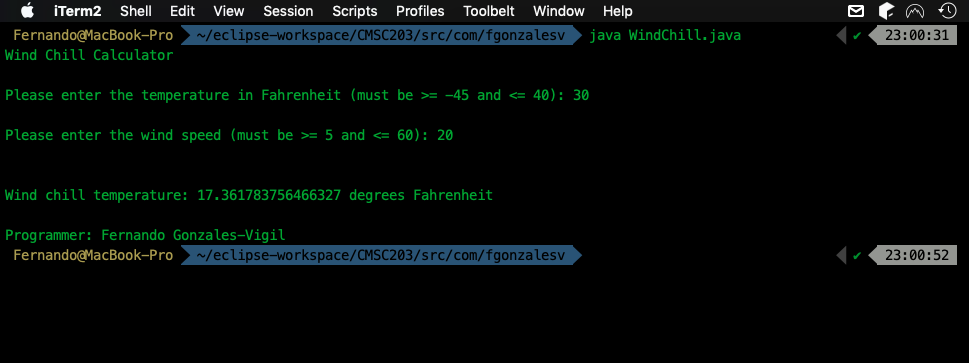 iTerm2 Shell Edit View Session Scripts Profiles Toolbelt Window Help
Fernando@MacBook-Pro ~/eclipse-workspace/CMSC203/src/com/fgonzalesv java WindChill.java ✔ 23:00:31
Wind Chill Calculator
Please enter the temperature in Fahrenheit (must be >= -45 and <= 40): 30
Please enter the wind speed (must be >= 5 and <= 60): 20
Wind chill temperature: 17.361783756466327 degrees Fahrenheit
Programmer: Fernando Gonzales-Vigil
Fernando@MacBook-Pro ~/eclipse-workspace/CMSC203/src/com/fgonzalesv ✔ 23:00:52